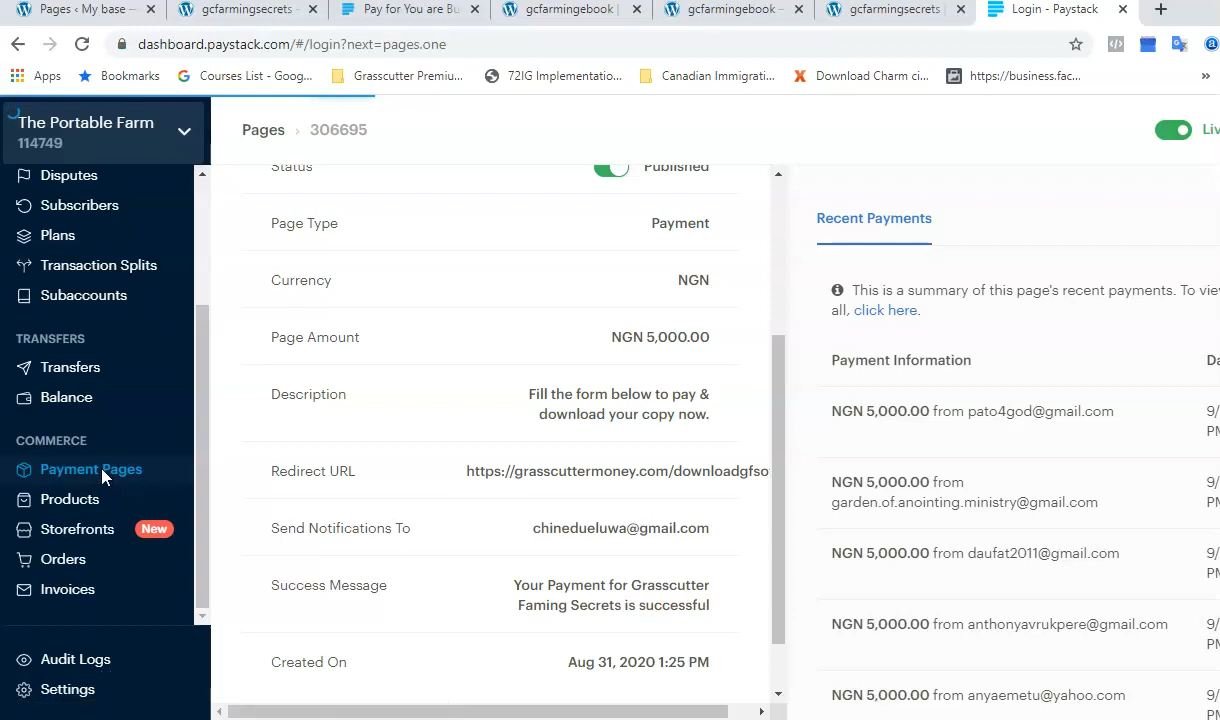 Pages ‹ My base —
gcfarmingsecrets –
Pay for You are Bu
gcfarmingebook
gcfarmingebook –
gcfarmingsecrets
Login - Paystack
dashboard.paystack.com/#/login?next=pages.one
Apps
Bookmarks
Courses List - Goog...
Grasscutter Premiu...
72IG Implementatio...
Canadian Immigrati...
Download Charm ci...
https://business.fac...
»
The Portable Farm
114749
Pages › 306695
Liv
Disputes
Subscribers
Plans
Transaction Splits
Subaccounts
TRANSFERS
Transfers
Balance
COMMERCE
Payment Pages
Products
Storefronts New
Orders
Invoices
Audit Logs
Settings
Status Published
Page Type Payment
Currency NGN
Page Amount NGN 5,000.00
Description Fill the form below to pay &
download your copy now.
Redirect URL https://grasscuttermoney.com/downloadgfso
Send Notifications To chinedueluwa@gmail.com
Success Message Your Payment for Grasscutter
Faming Secrets is successful
Created On Aug 31, 2020 1:25 PM
Recent Payments
This is a summary of this page's recent payments. To view
all, click here.
Payment Information Da
NGN 5,000.00 from pato4god@gmail.com 9/
PM
NGN 5,000.00 from 9/
garden.of.anointing.ministry@gmail.com PM
NGN 5,000.00 from daufat2011@gmail.com 9/
PM
NGN 5,000.00 from anthonyavrukpere@gmail.com 9/
PM
NGN 5,000.00 from anyaemetu@yahoo.com 9/
PM